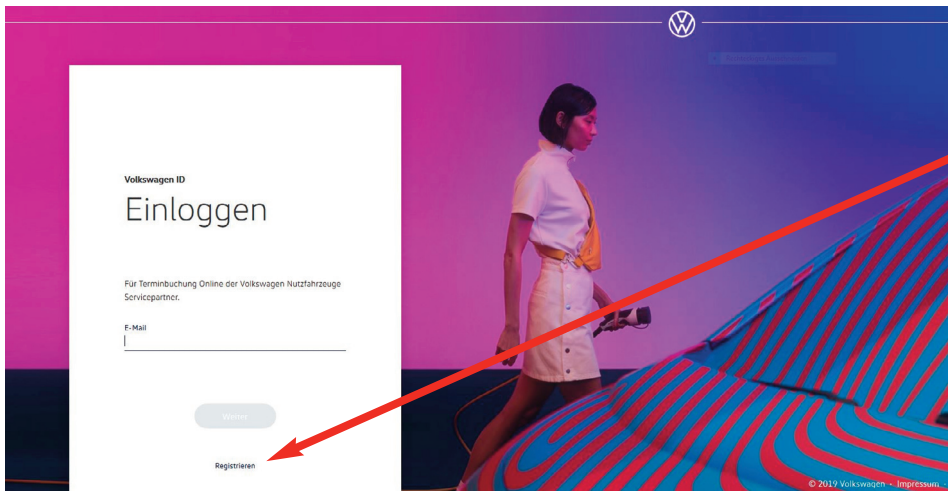 Volkswagen ID
Einloggen
Für Terminbuchung Online der Volkswagen Nutzfahrzeuge
Servicepartner.
E-Mail
Weiter
Registrieren
© 2019 Volkswagen • Impressum •